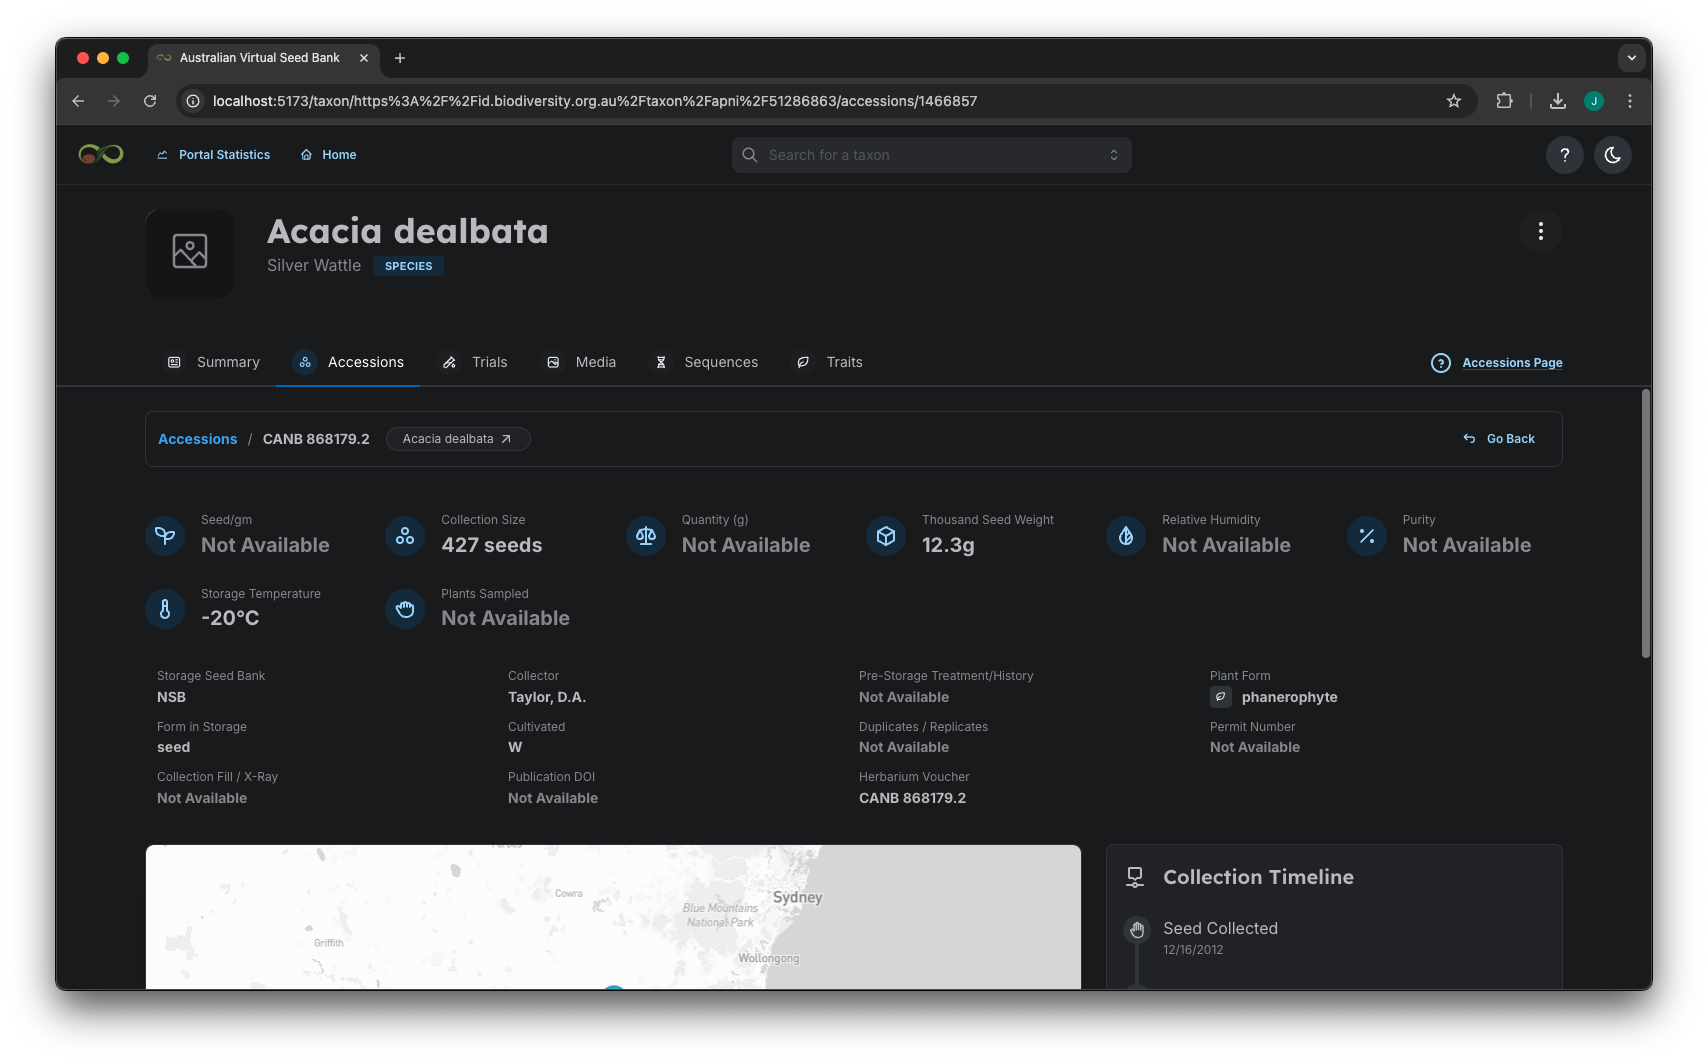 Australian Virtual Seed Bank
localhost:5173/taxon/https%3A%2F%2Fid.biodiversity.org.au%2Ftaxon%2Fapni%2F51286863/accessions/1466857
J
Portal Statistics
Home
Search for a taxon
?
Acacia dealbata
Silver Wattle
SPECIES
Summary
Accessions
Trials
Media
Sequences
Traits
? Accessions Page
Accessions / CANB 868179.2
Acacia dealbata
Go Back
Seed/gm
Not Available
Collection Size
427 seeds
Quantity (g)
Not Available
Thousand Seed Weight
12.3g
Relative Humidity
Not Available
Purity
Not Available
Storage Temperature
-20°C
Plants Sampled
Not Available
Storage Seed Bank
NSB
Collector
Taylor, D.A.
Pre-Storage Treatment/History
Not Available
Plant Form
phanerophyte
Form in Storage
seed
Cultivated
W
Duplicates / Replicates
Not Available
Permit Number
Not Available
Collection Fill / X-Ray
Not Available
Publication DOI
Not Available
Herbarium Voucher
CANB 868179.2
Cowra
Sydney
Blue Mountains
National Park
Griffith
Wollongong
Collection Timeline
Seed Collected
12/16/2012